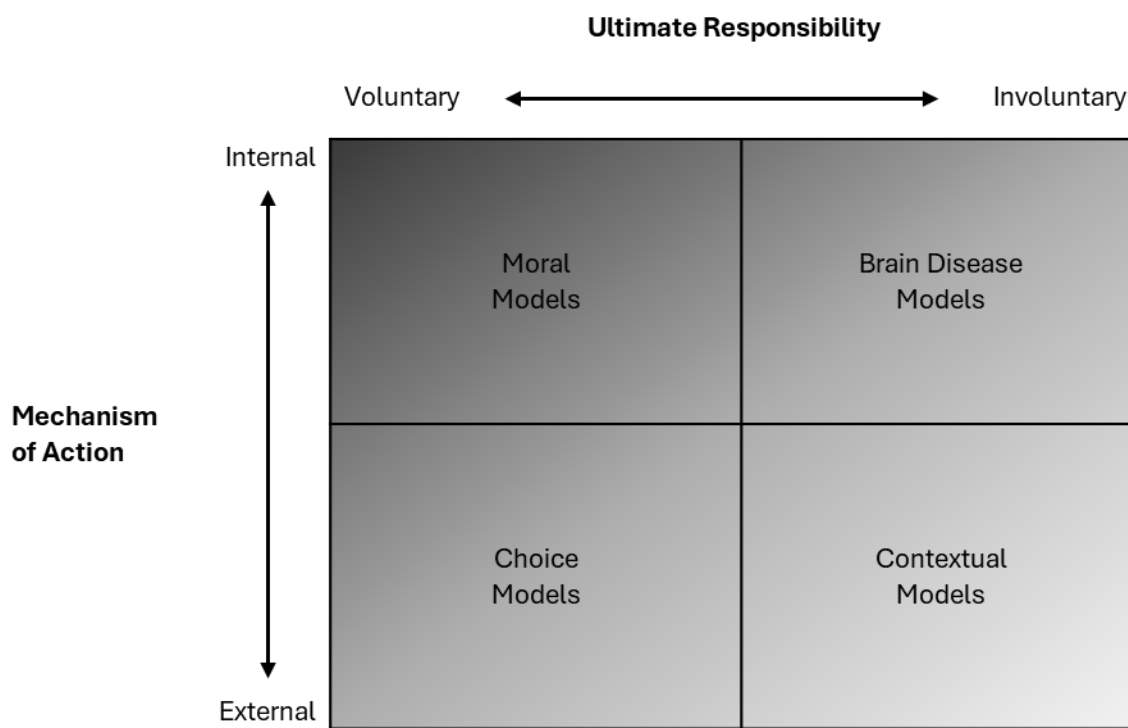 Ultimate Responsibility
Voluntary
Involuntary
Internal
Moral
Models
Brain Disease
Models
Mechanism
of Action
Choice
Models
Contextual
Models
External